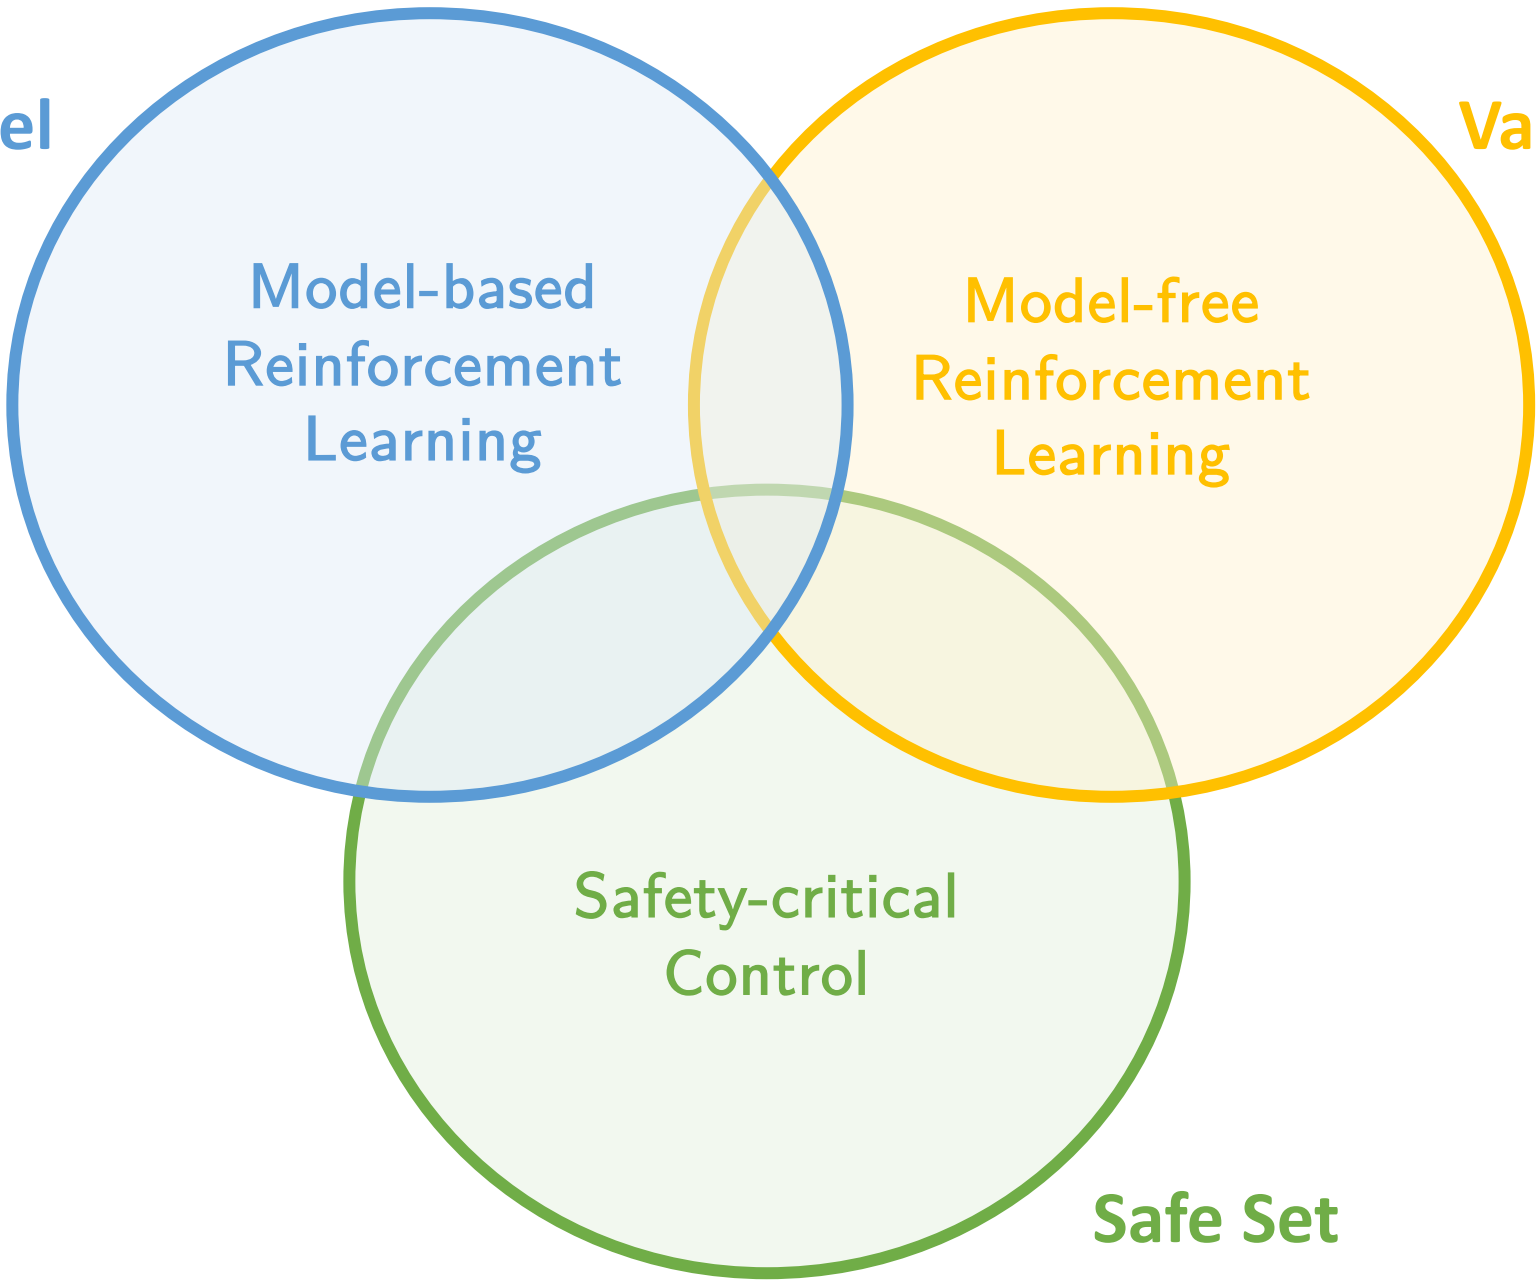 el
Va
Model-based
Reinforcement
Learning
Model-free
Reinforcement
Learning
Safety-critical
Control
Safe Set